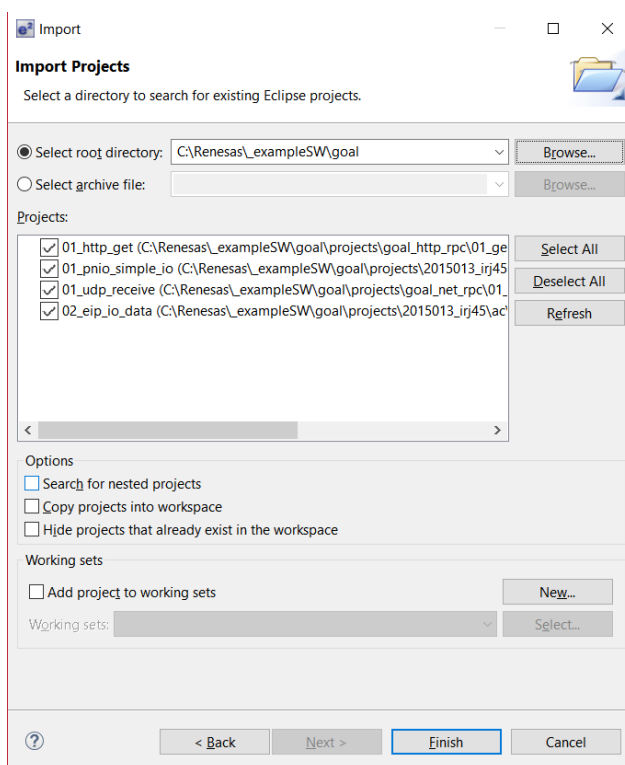 e² Import
Import Projects
Select a directory to search for existing Eclipse projects.
Select root directory: C:\Renesas\_exampleSW\goal Browse...
Select archive file: Browse...
Projects:
01_http_get (C:\Renesas\_exampleSW\goal\projects\goal_http_rpc\01_ge
01_pnio_simple_io (C:\Renesas\_exampleSW\goal\projects\2015013_irj45
01_udp_receive (C:\Renesas\_exampleSW\goal\projects\goal_net_rpc\01_
02_eip_io_data (C:\Renesas\_exampleSW\goal\projects\2015013_irj45\ac\
Select All
Deselect All
Refresh
Options
Search for nested projects
Copy projects into workspace
Hide projects that already exist in the workspace
Working sets
Add project to working sets New...
Working sets: Select...
? < Back Next > Finish Cancel